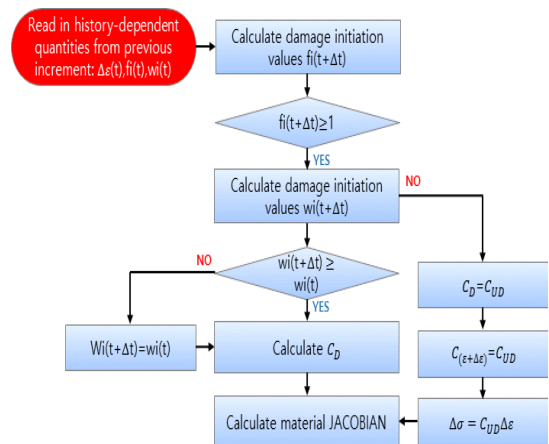 Read in history-dependent
quantities from previous
increment: Δε(t),fi(t),wi(t)
Calculate damage initiation
values fi(t+Δt)
fi(t+Δt)≥1
YES
Calculate damage initiation
values wi(t+Δt)
NO
wi(t+Δt) ≥
wi(t)
NO
YES
C_D=C_UD
Wi(t+Δt)=wi(t)
Calculate C_D
C_(ε+Δε)=C_UD
Calculate material JACOBIAN
Δσ = C_UDΔε